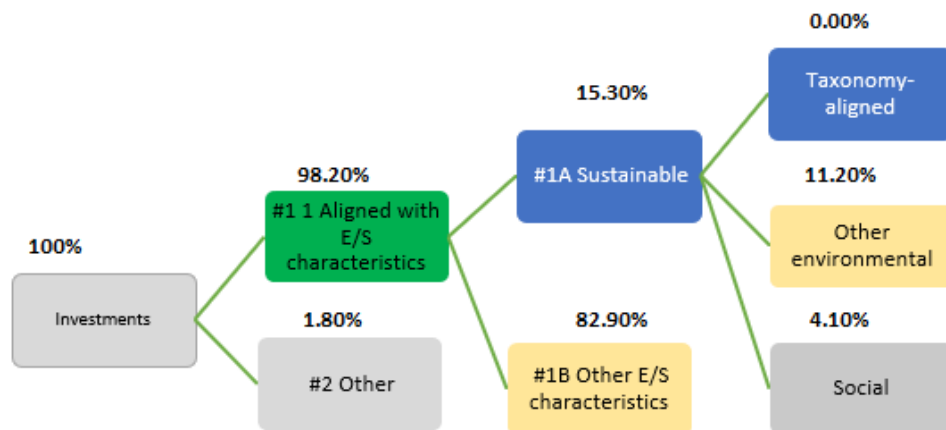 0.00%
Taxonomy-
aligned
15.30%
#1A Sustainable
98.20%
#1 1 Aligned with
E/S
characteristics
11.20%
Other
environmental
100%
Investments
1.80%
#2 Other
82.90%
#1B Other E/S
characteristics
4.10%
Social